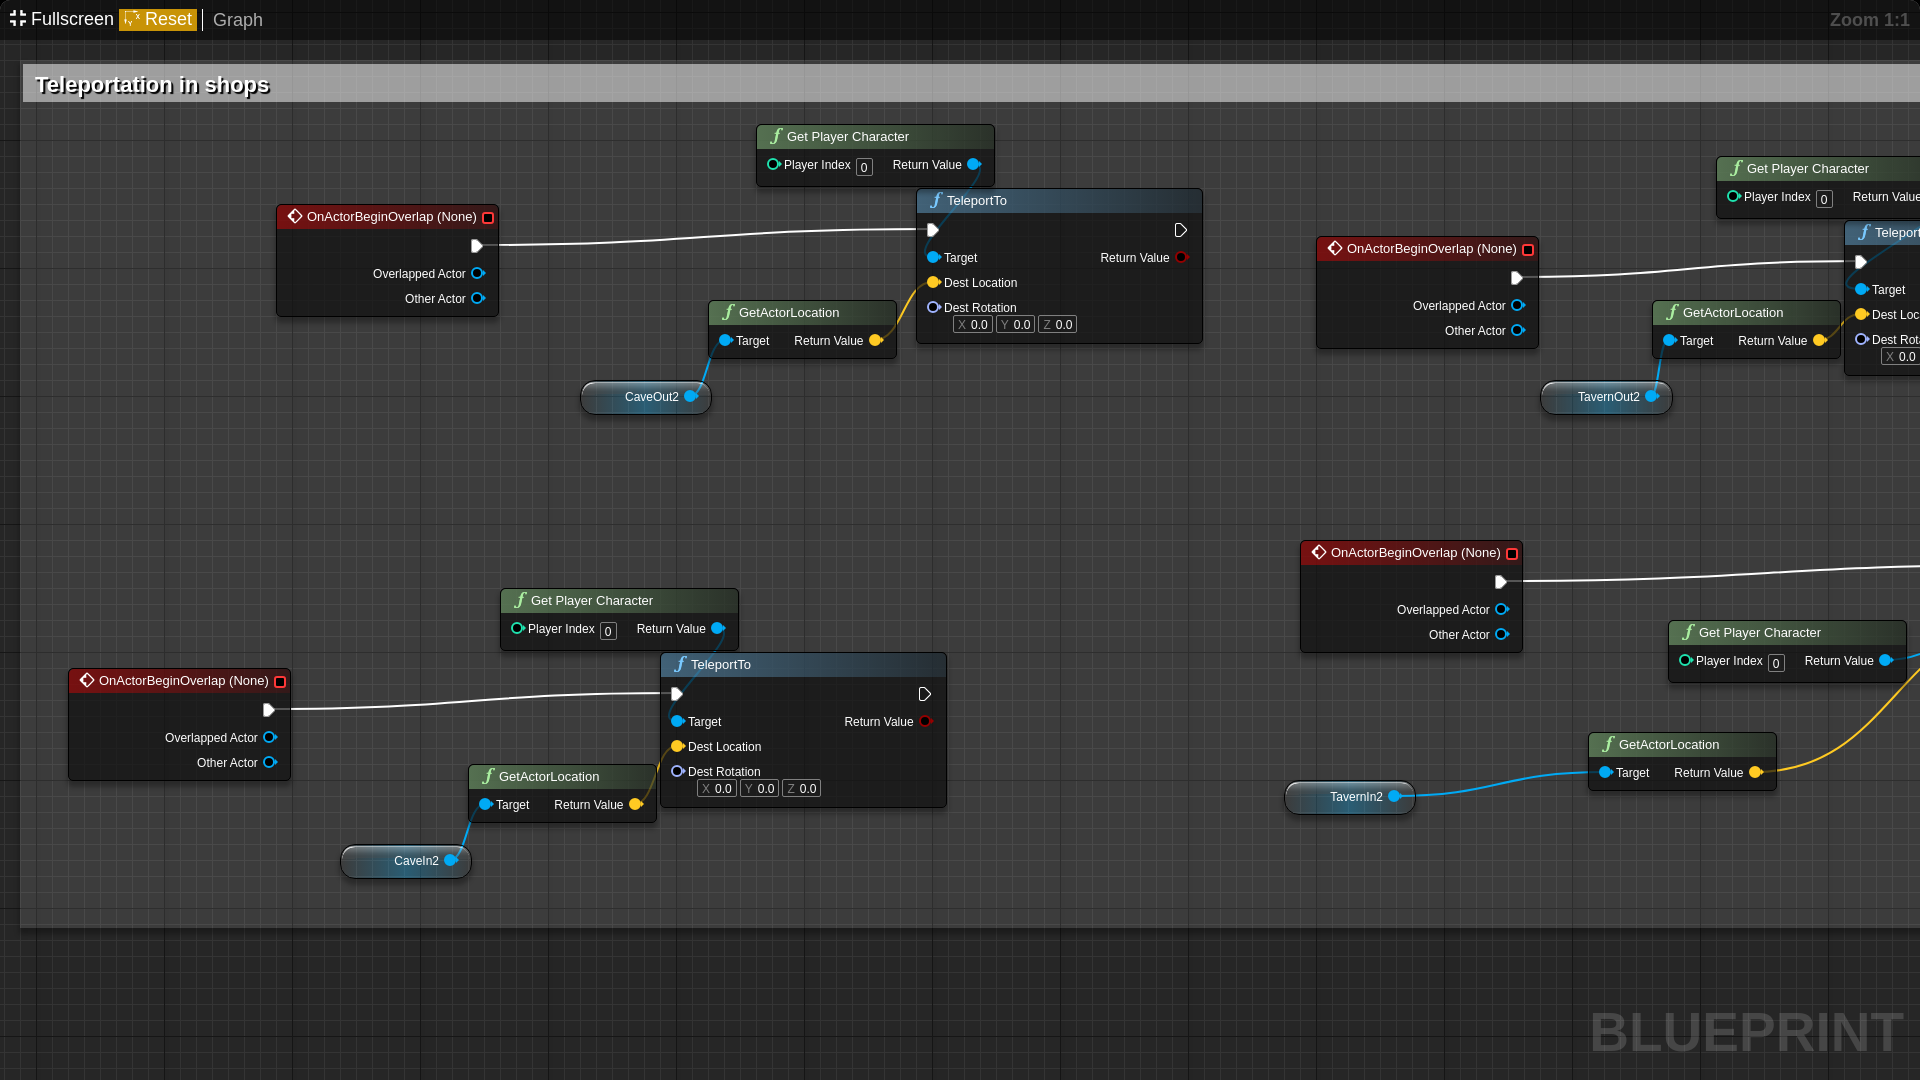 Fullscreen Reset Graph Zoom 1:1
Teleportation in shops
Get Player Character
Player Index 0 Return Value
OnActorBeginOverlap (None)
Overlapped Actor
Other Actor
TeleportTo
Target Return Value
Dest Location
Dest Rotation
X 0.0 Y 0.0 Z 0.0
GetActorLocation
Target Return Value
CaveOut2
Get Player Character
Player Index 0 Return Value
OnActorBeginOverlap (None)
Overlapped Actor
Other Actor
Teleport
Target
Dest Loc
Dest Rota
X 0.0
GetActorLocation
Target Return Value
TavernOut2
Get Player Character
Player Index 0 Return Value
OnActorBeginOverlap (None)
Overlapped Actor
Other Actor
TeleportTo
Target Return Value
Dest Location
Dest Rotation
X 0.0 Y 0.0 Z 0.0
GetActorLocation
Target Return Value
CaveIn2
OnActorBeginOverlap (None)
Overlapped Actor
Other Actor
Get Player Character
Player Index 0 Return Value
GetActorLocation
Target Return Value
TavernIn2
BLUEPRINT